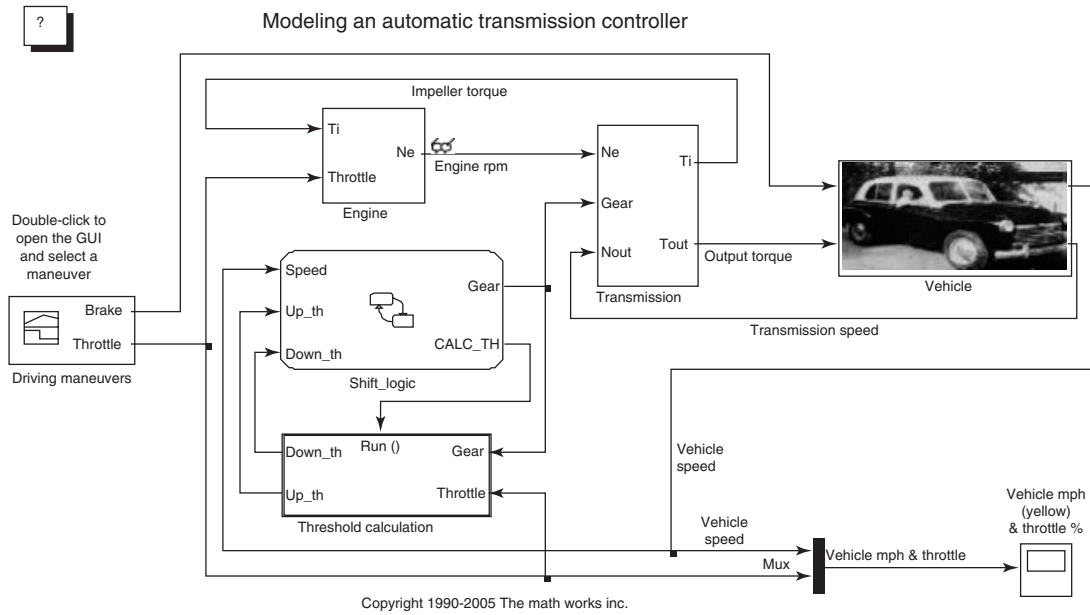 ?
Modeling an automatic transmission controller
Impeller torque
Ti
Ne
Throttle
Engine
Engine rpm
Ne
Ti
Gear
Nout
Tout
Transmission
Output torque
Vehicle
Transmission speed
Double-click to
open the GUI
and select a
maneuver
Brake
Throttle
Driving maneuvers
Speed
Gear
Up_th
Down_th
CALC_TH
Shift_logic
Run ()
Down_th
Gear
Up_th
Throttle
Threshold calculation
Vehicle
speed
Vehicle
speed
Mux
Vehicle mph & throttle
Vehicle mph
(yellow)
& throttle %
Copyright 1990-2005 The math works inc.